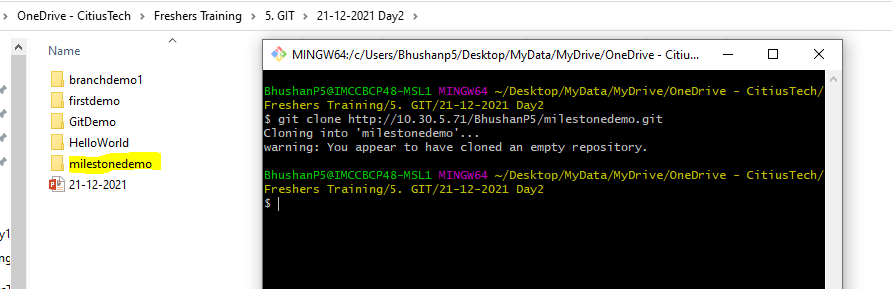 OneDrive - CitiusTech > Freshers Training > 5. GIT > 21-12-2021 Day2 >
Name
branchdemo1
firstdemo
GitDemo
HelloWorld
milestonedemo
21-12-2021
MINGW64:/c/Users/Bhushanp5/Desktop/MyData/MyDrive/OneDrive - Citius...
BhushanP5@IMCCBCP48-MSL1 MINGW64 ~/Desktop/MyData/MyDrive/OneDrive - CitiusTech/
Freshers Training/5. GIT/21-12-2021 Day2
$ git clone http://10.30.5.71/BhushanP5/milestonedemo.git
Cloning into 'milestonedemo'...
warning: You appear to have cloned an empty repository.
BhushanP5@IMCCBCP48-MSL1 MINGW64 ~/Desktop/MyData/MyDrive/OneDrive - CitiusTech/
Freshers Training/5. GIT/21-12-2021 Day2
$